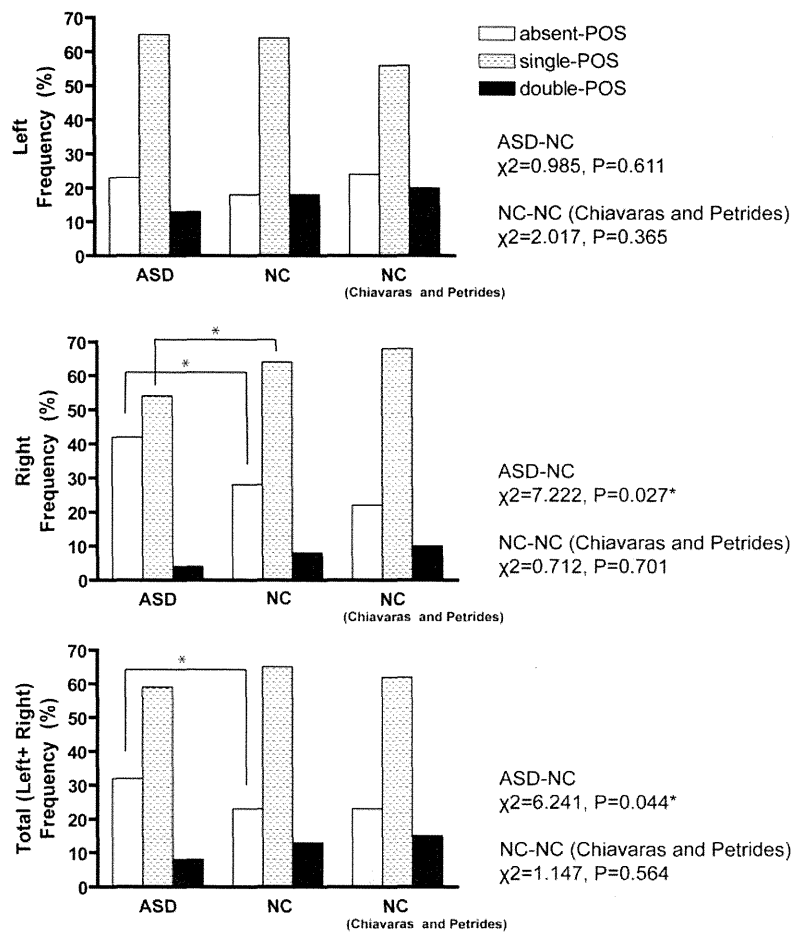 absent-POS
single-POS
double-POS
Left
Frequency (%)
70
60
50
40
30
20
10
0
ASD
NC
NC
(Chiavaras and Petrides)
ASD-NC
χ2=0.985, P=0.611
NC-NC (Chiavaras and Petrides)
χ2=2.017, P=0.365
Right
Frequency (%)
70
60
50
40
30
20
10
0
*
*
ASD
NC
NC
(Chiavaras and Petrides)
ASD-NC
χ2=7.222, P=0.027*
NC-NC (Chiavaras and Petrides)
χ2=0.712, P=0.701
Total (Left+ Right)
Frequency (%)
70
60
50
40
30
20
10
0
*
ASD
NC
NC
(Chiavaras and Petrides)
ASD-NC
χ2=6.241, P=0.044*
NC-NC (Chiavaras and Petrides)
χ2=1.147, P=0.564